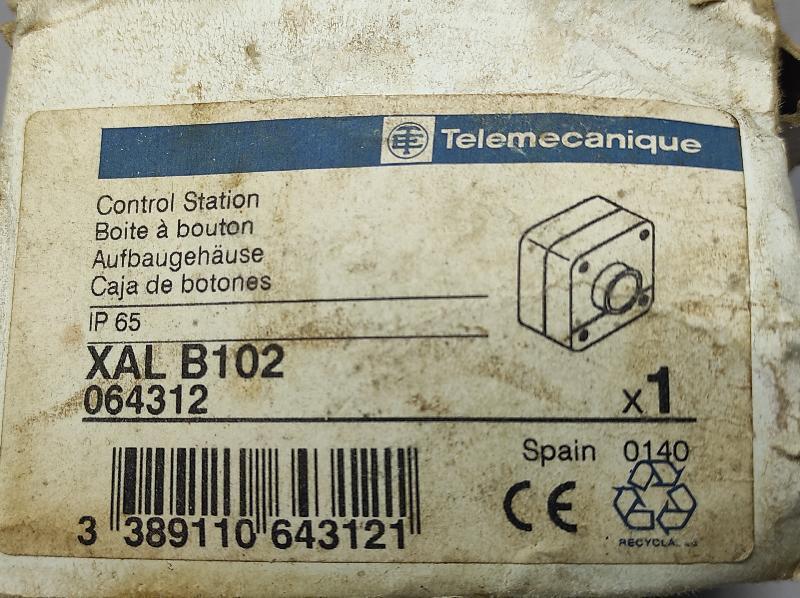 Telemecanique
Control Station
Boite à bouton
Aufbaugehäuse
Caja de botones
IP 65
XAL B102
064312
x1
Spain 0140
CE
3 389110 643121